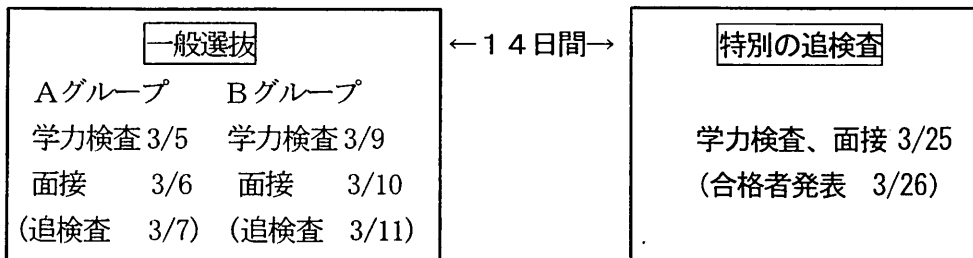 一般選抜
Aグループ Bグループ
学力検査 3/5 学力検査 3/9
面接 3/6 面接 3/10
(追検査 3/7) (追検査 3/11)
←14日間→
特別の追検査
学力検査、面接 3/25
(合格者発表 3/26)